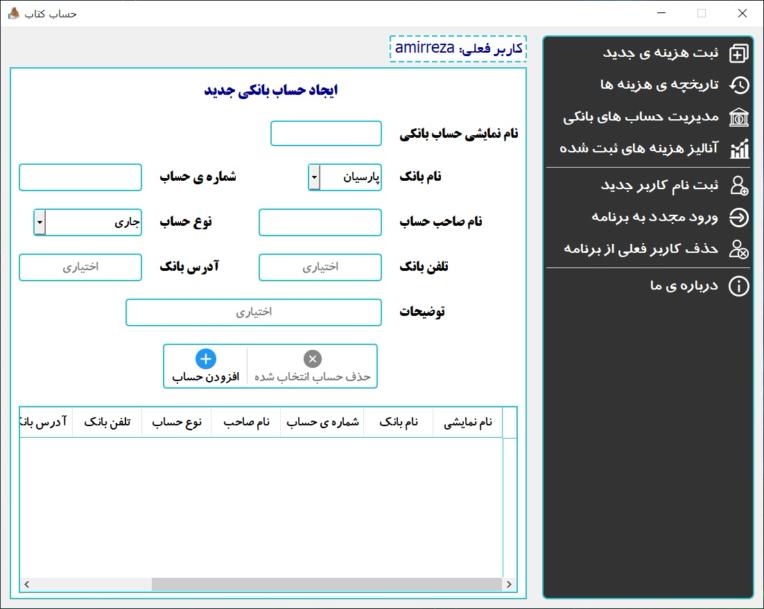 حساب کتاب
کاربر فعلی: amirreza
ثبت هزینه ی جدید
تاریخچه ی هزینه ها
مدیریت حساب های بانکی
آنالیز هزینه های ثبت شده
ثبت نام کاربر جدید
ورود مجدد به برنامه
حذف کاربر فعلی از برنامه
درباره ی ما
ایجاد حساب بانکی جدید
نام نمایشی حساب بانکی
نام بانک پارسیان شماره ی حساب
نام صاحب حساب نوع حساب جاری
تلفن بانک اختیاری آدرس بانک اختیاری
توضیحات اختیاری
حذف حساب انتخاب شده افزودن حساب
نام نمایشی نام بانک شماره ی حساب نام صاحب نوع حساب تلفن بانک آدرس بانک